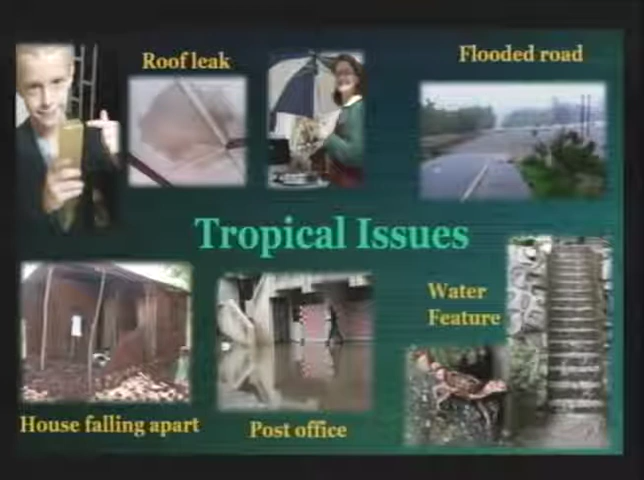 Roof leak
Flooded road
Tropical Issues
Water
Feature
House falling apart
Post office